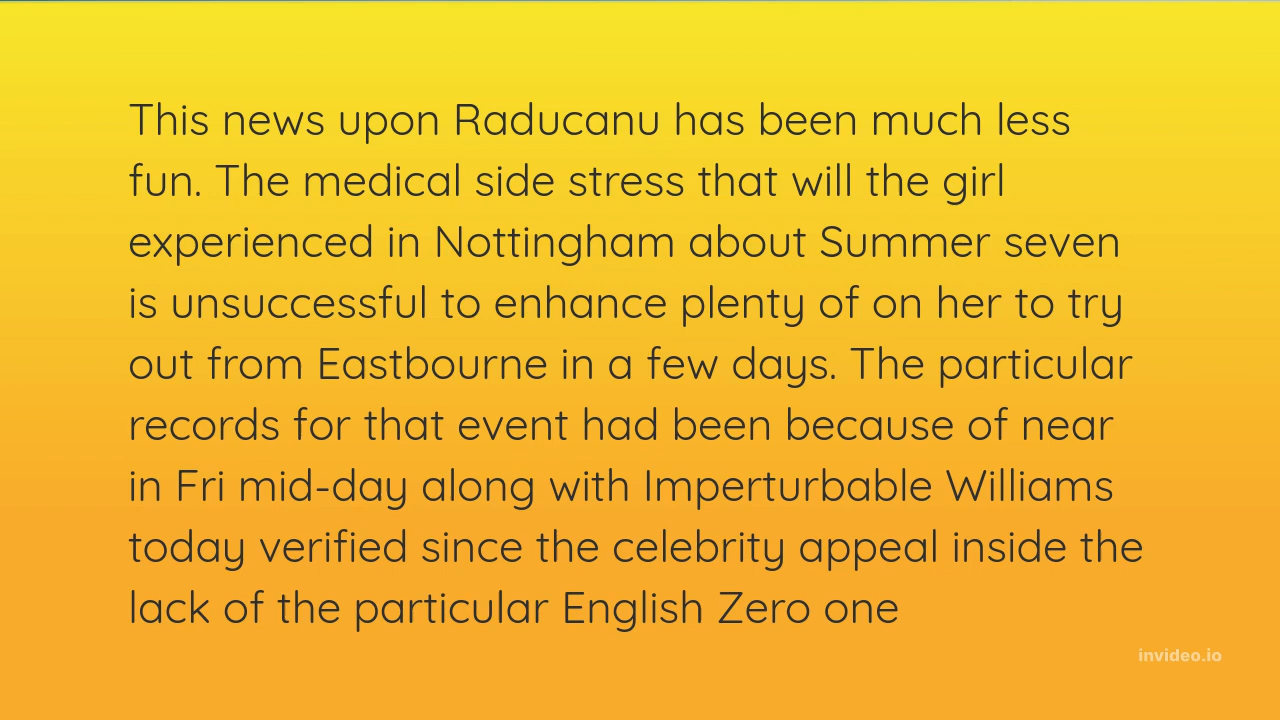 This news upon Raducanu has been much less
fun. The medical side stress that will the girl
experienced in Nottingham about Summer seven
is unsuccessful to enhance plenty of on her to try
out from Eastbourne in a few days. The particular
records for that event had been because of near
in Fri mid-day along with Imperturbable Williams
today verified since the celebrity appeal inside the
lack of the particular English Zero one
invideo.io